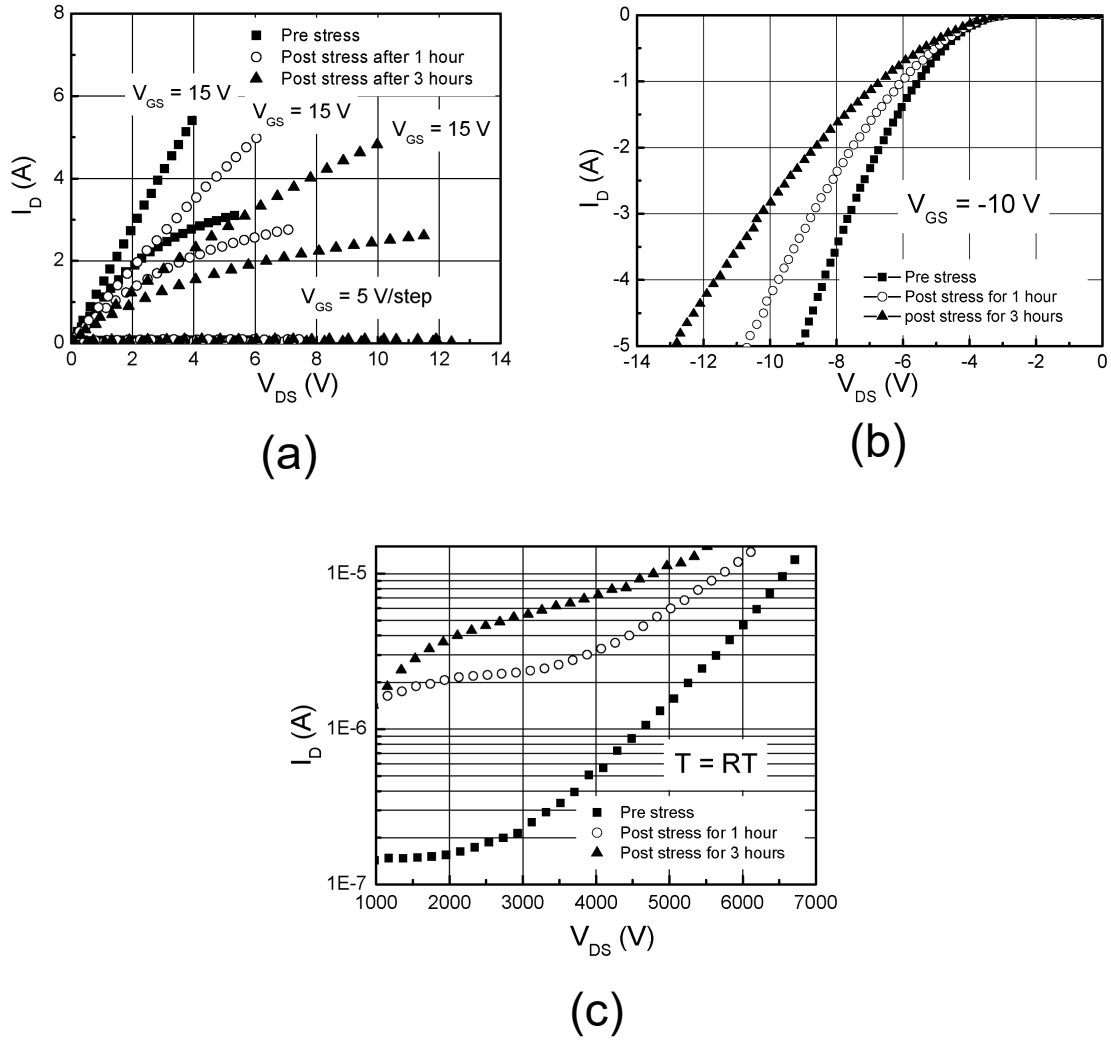 8
6
4
2
0
I_D (A)
Pre stress
Post stress after 1 hour
Post stress after 3 hours
V_GS = 15 V
V_GS = 15 V
V_GS = 15 V
V_GS = 5 V/step
0 2 4 6 8 10 12 14
V_DS (V)
(a)
0
-1
-2
-3
-4
-5
I_D (A)
V_GS = -10 V
Pre stress
Post stress for 1 hour
post stress for 3 hours
-14 -12 -10 -8 -6 -4 -2 0
V_DS (V)
(b)
1E-5
1E-6
1E-7
I_D (A)
T = RT
Pre stress
Post stress for 1 hour
Post stress for 3 hours
1000 2000 3000 4000 5000 6000 7000
V_DS (V)
(c)